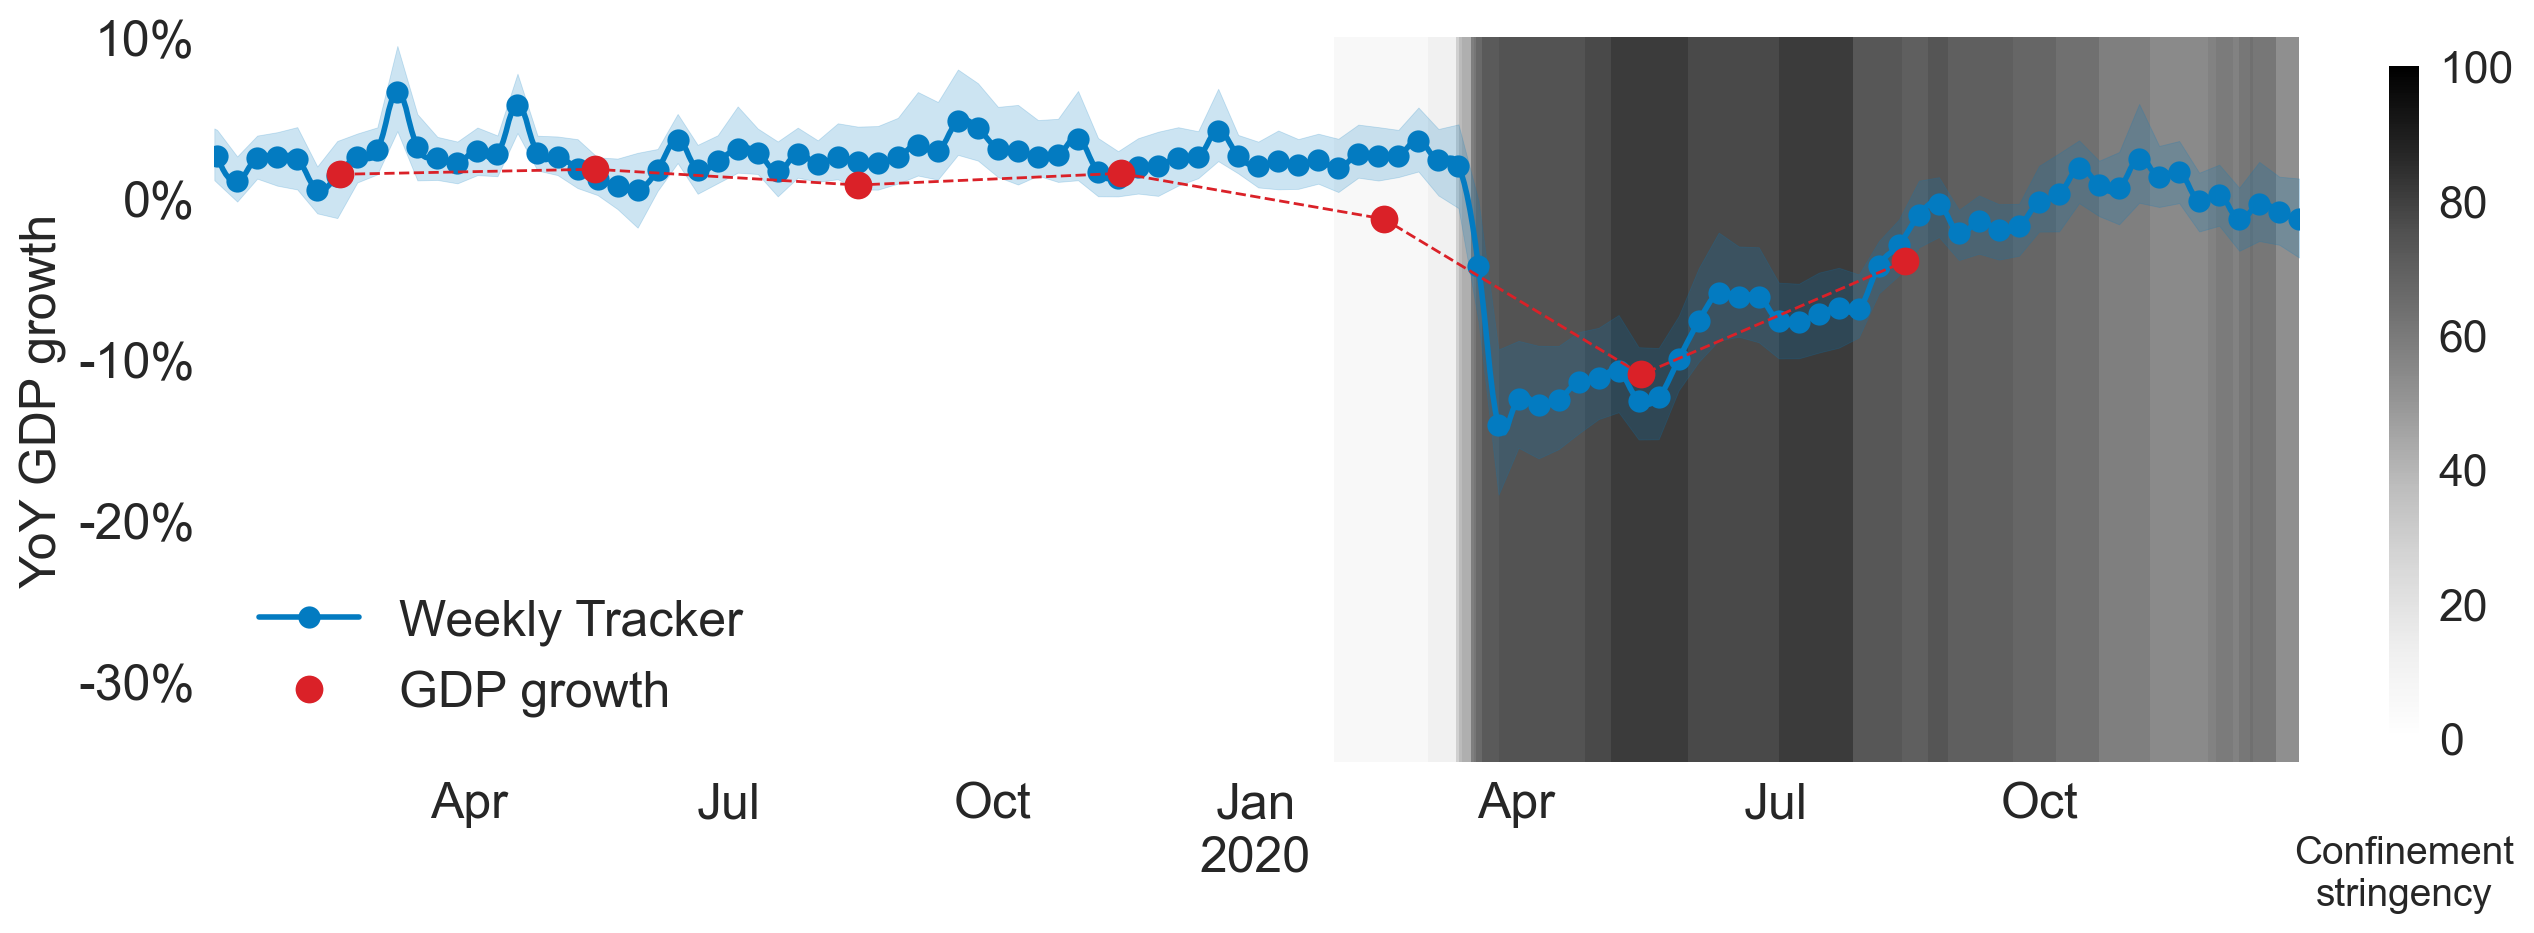 10%
0%
-10%
-20%
-30%
YoY GDP growth
Weekly Tracker
GDP growth
Apr
Jul
Oct
Jan
2020
Apr
Jul
Oct
100
80
60
40
20
0
Confinement
stringency